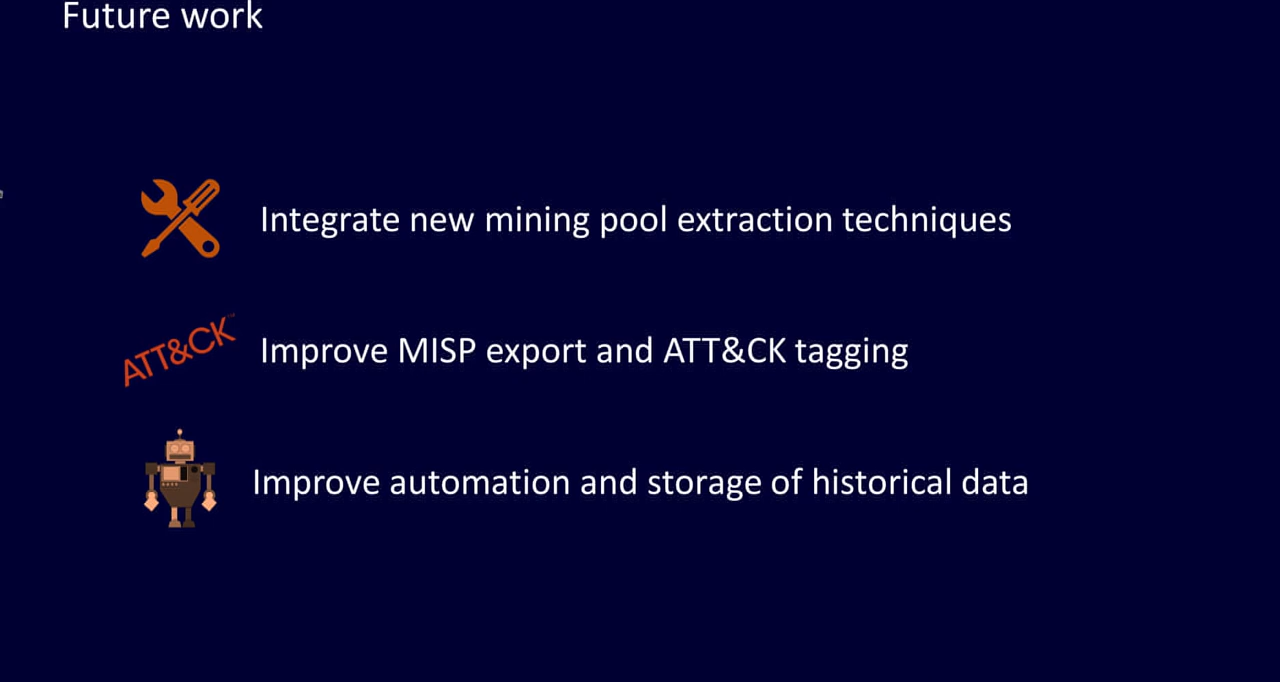 Future work
Integrate new mining pool extraction techniques
ATT&CK
Improve MISP export and ATT&CK tagging
Improve automation and storage of historical data